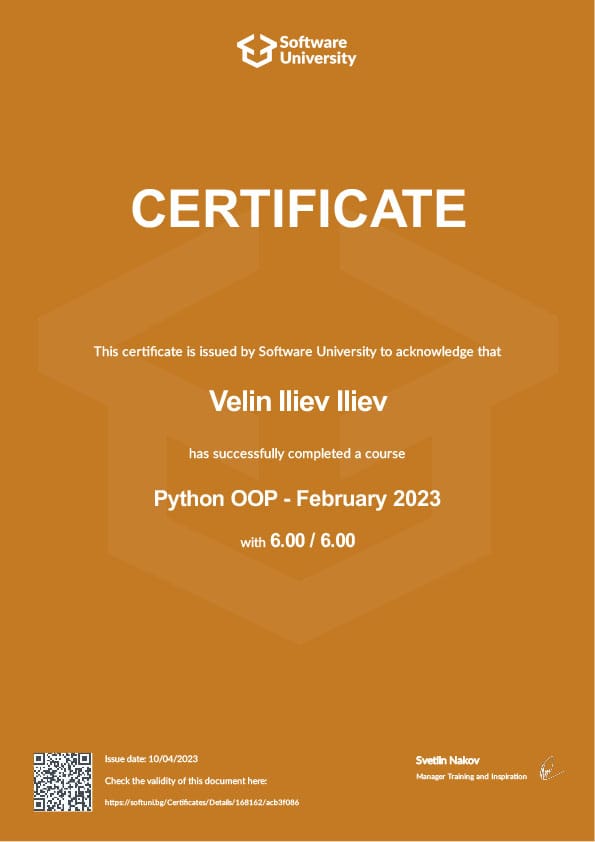 Software
University
CERTIFICATE
This certificate is issued by Software University to acknowledge that
Velin Iliev Iliev
has successfully completed a course
Python OOP - February 2023
with 6.00 / 6.00
Issue date: 10/04/2023
Check the validity of this document here:
https://softuni.bg/Certificates/Details/168162/acb3f086
Svetlin Nakov
Manager Training and Inspiration